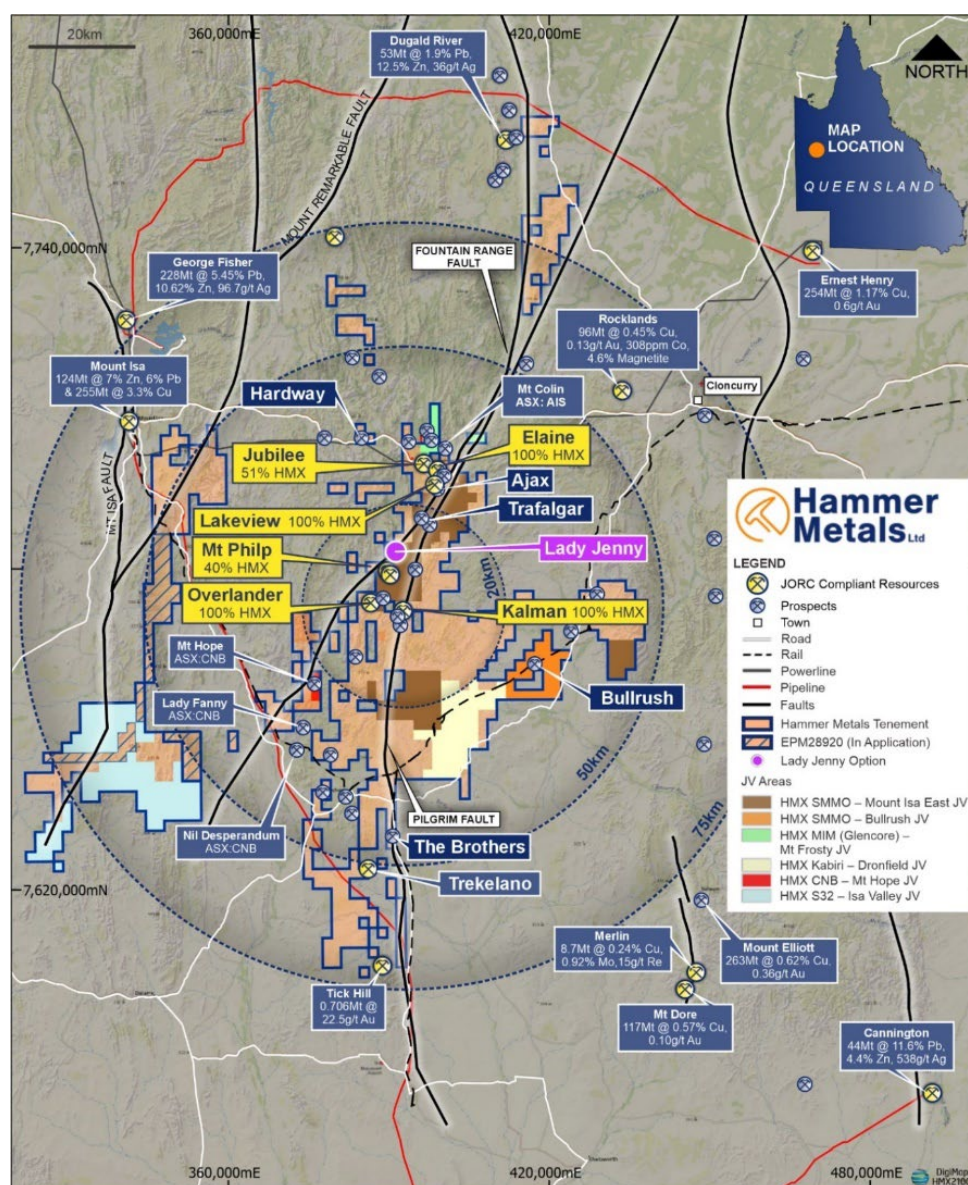 20km
360,000mE
420,000mE
Dugald River
53Mt @ 1.9% Pb,
12.5% Zn, 36g/t Ag
NORTH
MAP
LOCATION
QUEENSLAND
MOUNT REMARKABLE FAULT
7,740,000mN
FOUNTAIN RANGE
FAULT
George Fisher
228Mt @ 5.45% Pb,
10.62% Zn, 96.7g/t Ag
Ernest Henry
254Mt @ 1.17% Cu,
0.6g/t Au
Rocklands
96Mt @ 0.45% Cu,
0.13g/t Au, 308ppm Co,
4.6% Magnetite
Mount Isa
124Mt @ 7% Zn, 6% Pb
& 255Mt @ 3.3% Cu
Cloncurry
Hardway
Mt Colin
ASX: AIS
MT ISA FAULT
Jubilee
51% HMX
Elaine
100% HMX
Ajax
Lakeview 100% HMX
Trafalgar
Mt Philp
40% HMX
Lady Jenny
20km
Overlander
100% HMX
Kalman 100% HMX
Mt Hope
ASX:CNB
Bullrush
Lady Fanny
ASX:CNB
50km
75km
Nil Desperandum
ASX:CNB
PILGRIM FAULT
The Brothers
7,620,000mN
Trekelano
Merlin
8.7Mt @ 0.24% Cu,
0.92% Mo,15g/t Re
Mount Elliott
263Mt @ 0.62% Cu,
0.36g/t Au
Tick Hill
0.706Mt @
22.5g/t Au
Mt Dore
117Mt @ 0.57% Cu,
0.10g/t Au
Cannington
44Mt @ 11.6% Pb,
4.4% Zn, 538g/t Ag
Hammer
Metals Ltd
LEGEND
JORC Compliant Resources
Prospects
Town
Road
Rail
Powerline
Pipeline
Faults
Hammer Metals Tenement
EPM28920 (In Application)
Lady Jenny Option
JV Areas
HMX SMMO – Mount Isa East JV
HMX SMMO – Bullrush JV
HMX MIM (Glencore) –
Mt Frosty JV
HMX Kabiri – Dronfield JV
HMX CNB – Mt Hope JV
HMX S32 – Isa Valley JV
360,000mE
420,000mE
480,000mE
DigiMap